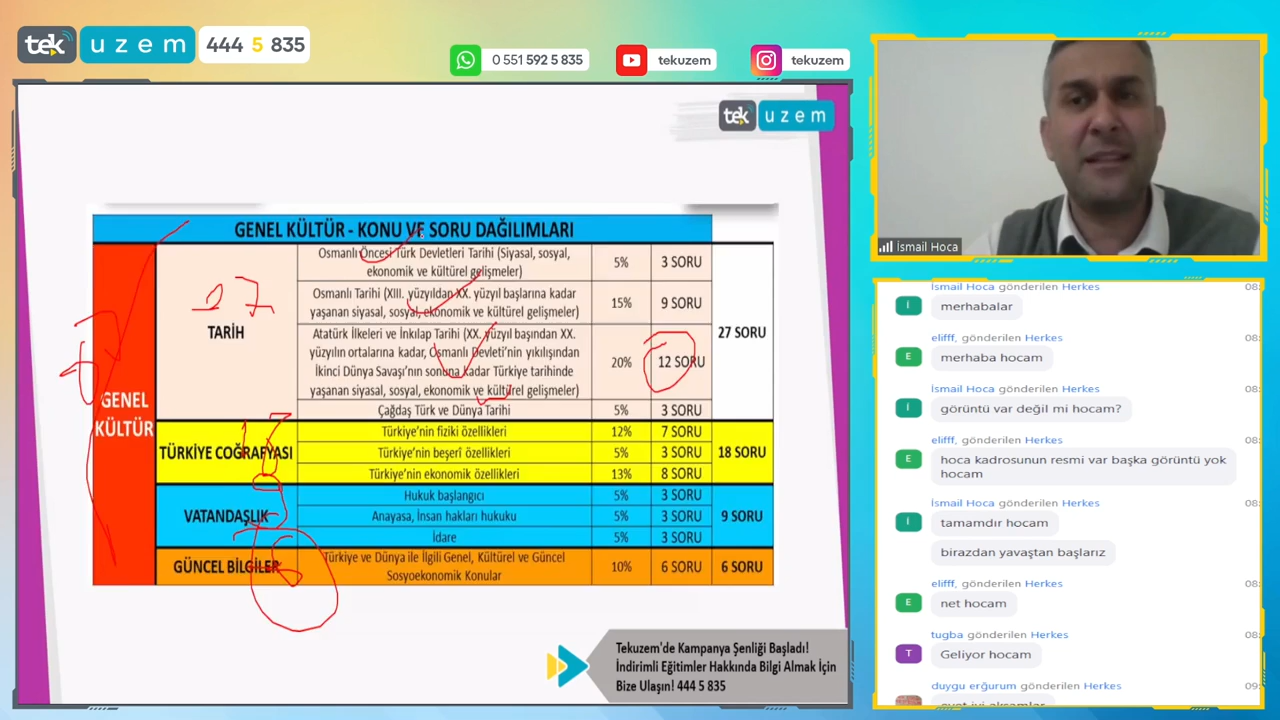 tek uzem 444 5 835
0 551 592 5 835
tekuzem
tekuzem
tek uzem
GENEL KÜLTÜR - KONU VE SORU DAĞILIMLARI
GENEL
KÜLTÜR
27
TARİH
Osmanlı Öncesi Türk Devletleri Tarihi (Siyasal, sosyal,
ekonomik ve kültürel gelişmeler)
5%
3 SORU
Osmanlı Tarihi (XIII. yüzyıldan XX. yüzyıl başlarına kadar
yaşanan siyasal, sosyal, ekonomik ve kültürel gelişmeler)
15%
9 SORU
Atatürk İlkeleri ve İnkılap Tarihi (XX. yüzyıl başından XX.
yüzyılın ortalarına kadar, Osmanlı Devleti'nin yıkılışından
İkinci Dünya Savaşı'nın sonuna kadar Türkiye tarihinde
yaşanan siyasal, sosyal, ekonomik ve kültürel gelişmeler)
20%
12 SORU
Çağdaş Türk ve Dünya Tarihi
5%
3 SORU
27 SORU
TÜRKİYE COĞRAFYASI
Türkiye'nin fiziki özellikleri
12%
7 SORU
Türkiye'nin beşerî özellikleri
5%
3 SORU
Türkiye'nin ekonomik özellikleri
13%
8 SORU
18 SORU
VATANDAŞLIK
Hukuk başlangıcı
5%
3 SORU
Anayasa, İnsan hakları hukuku
5%
3 SORU
İdare
5%
3 SORU
9 SORU
GÜNCEL BİLGİLER
Türkiye ve Dünya ile İlgili Genel, Kültürel ve Güncel
Sosyoekonomik Konular
10%
6 SORU
6 SORU
Tekuzem'de Kampanya Şenliği Başladı!
İndirimli Eğitimler Hakkında Bilgi Almak İçin
Bize Ulaşın! 444 5 835
İsmail Hoca
İsmail Hoca gönderilen Herkes
İ
merhabalar
elifff, gönderilen Herkes
E
merhaba hocam
İsmail Hoca gönderilen Herkes
İ
görüntü var değil mi hocam?
elifff, gönderilen Herkes
E
hoca kadrosunun resmi var başka görüntü yok
hocam
İsmail Hoca gönderilen Herkes
İ
tamamdır hocam
birazdan yavaştan başlarız
elifff, gönderilen Herkes
E
net hocam
tugba gönderilen Herkes
T
Geliyor hocam
duygu erğurum gönderilen Herkes